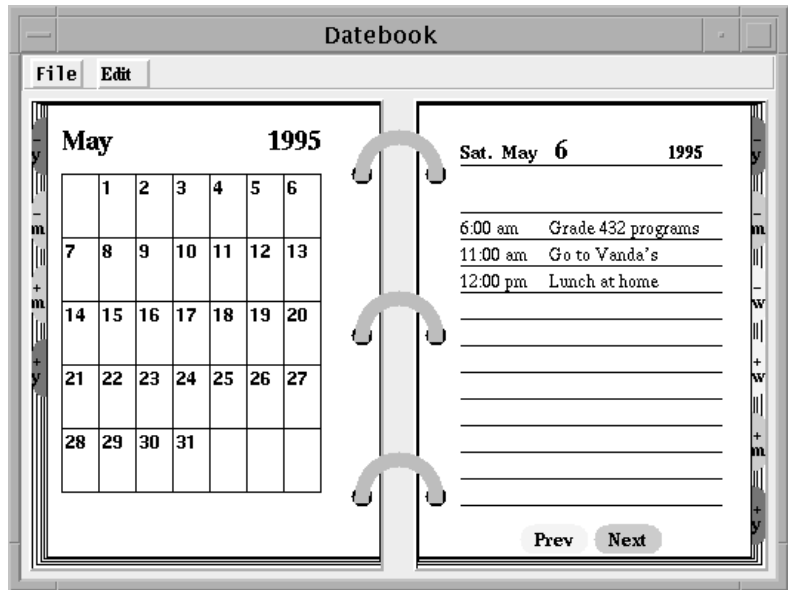 Datebook
File Edit
May 1995
1 2 3 4 5 6
7 8 9 10 11 12 13
14 15 16 17 18 19 20
21 22 23 24 25 26 27
28 29 30 31
- y
- m
+ m
+ y
Sat. May 6 1995
6:00 am Grade 432 programs
11:00 am Go to Vanda's
12:00 pm Lunch at home
Prev Next
- y
- m
- w
+ w
+ m
+ y